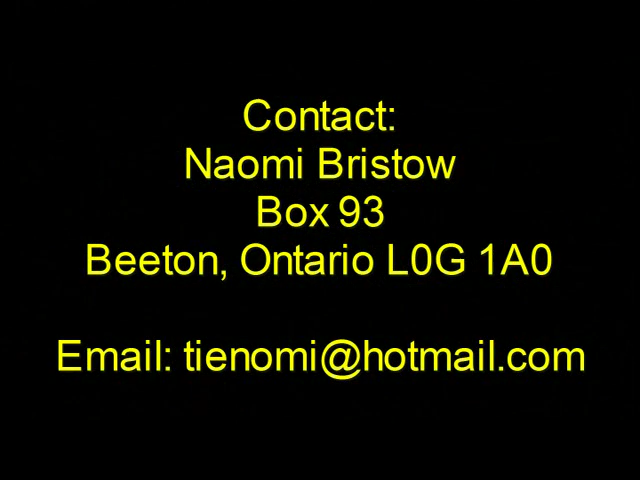 Contact:
Naomi Bristow
Box 93
Beeton, Ontario L0G 1A0
Email: tienomi@hotmail.com